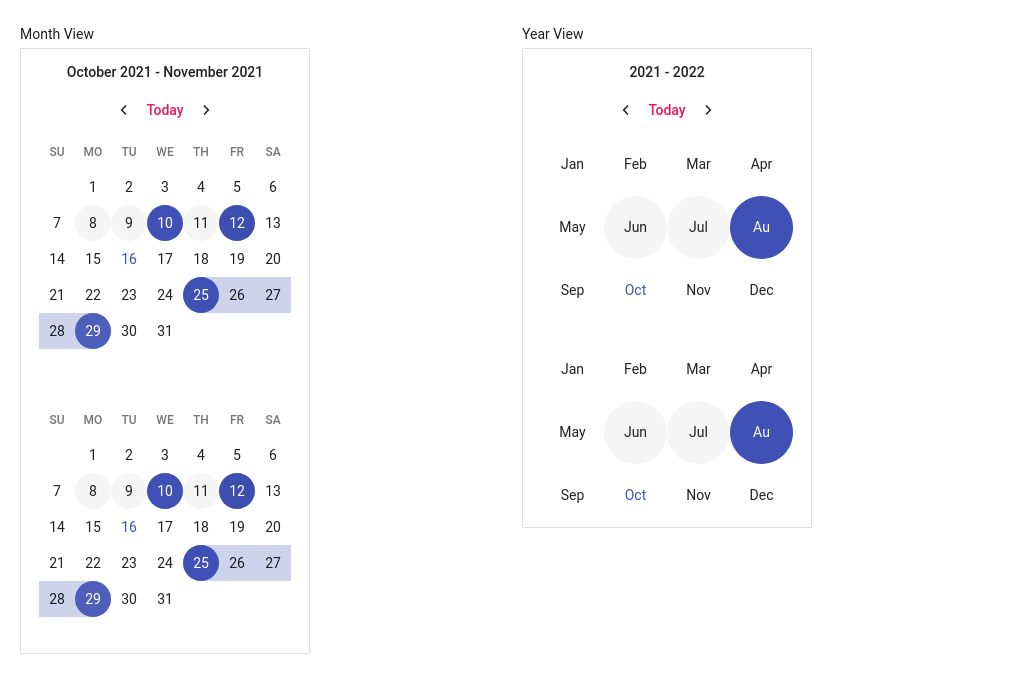 Month View
October 2021 - November 2021
Today
SU MO TU WE TH FR SA
1 2 3 4 5 6
7 8 9 10 11 12 13
14 15 16 17 18 19 20
21 22 23 24 25 26 27
28 29 30 31
SU MO TU WE TH FR SA
1 2 3 4 5 6
7 8 9 10 11 12 13
14 15 16 17 18 19 20
21 22 23 24 25 26 27
28 29 30 31
Year View
2021 - 2022
Today
Jan Feb Mar Apr
May Jun Jul Au
Sep Oct Nov Dec
Jan Feb Mar Apr
May Jun Jul Au
Sep Oct Nov Dec